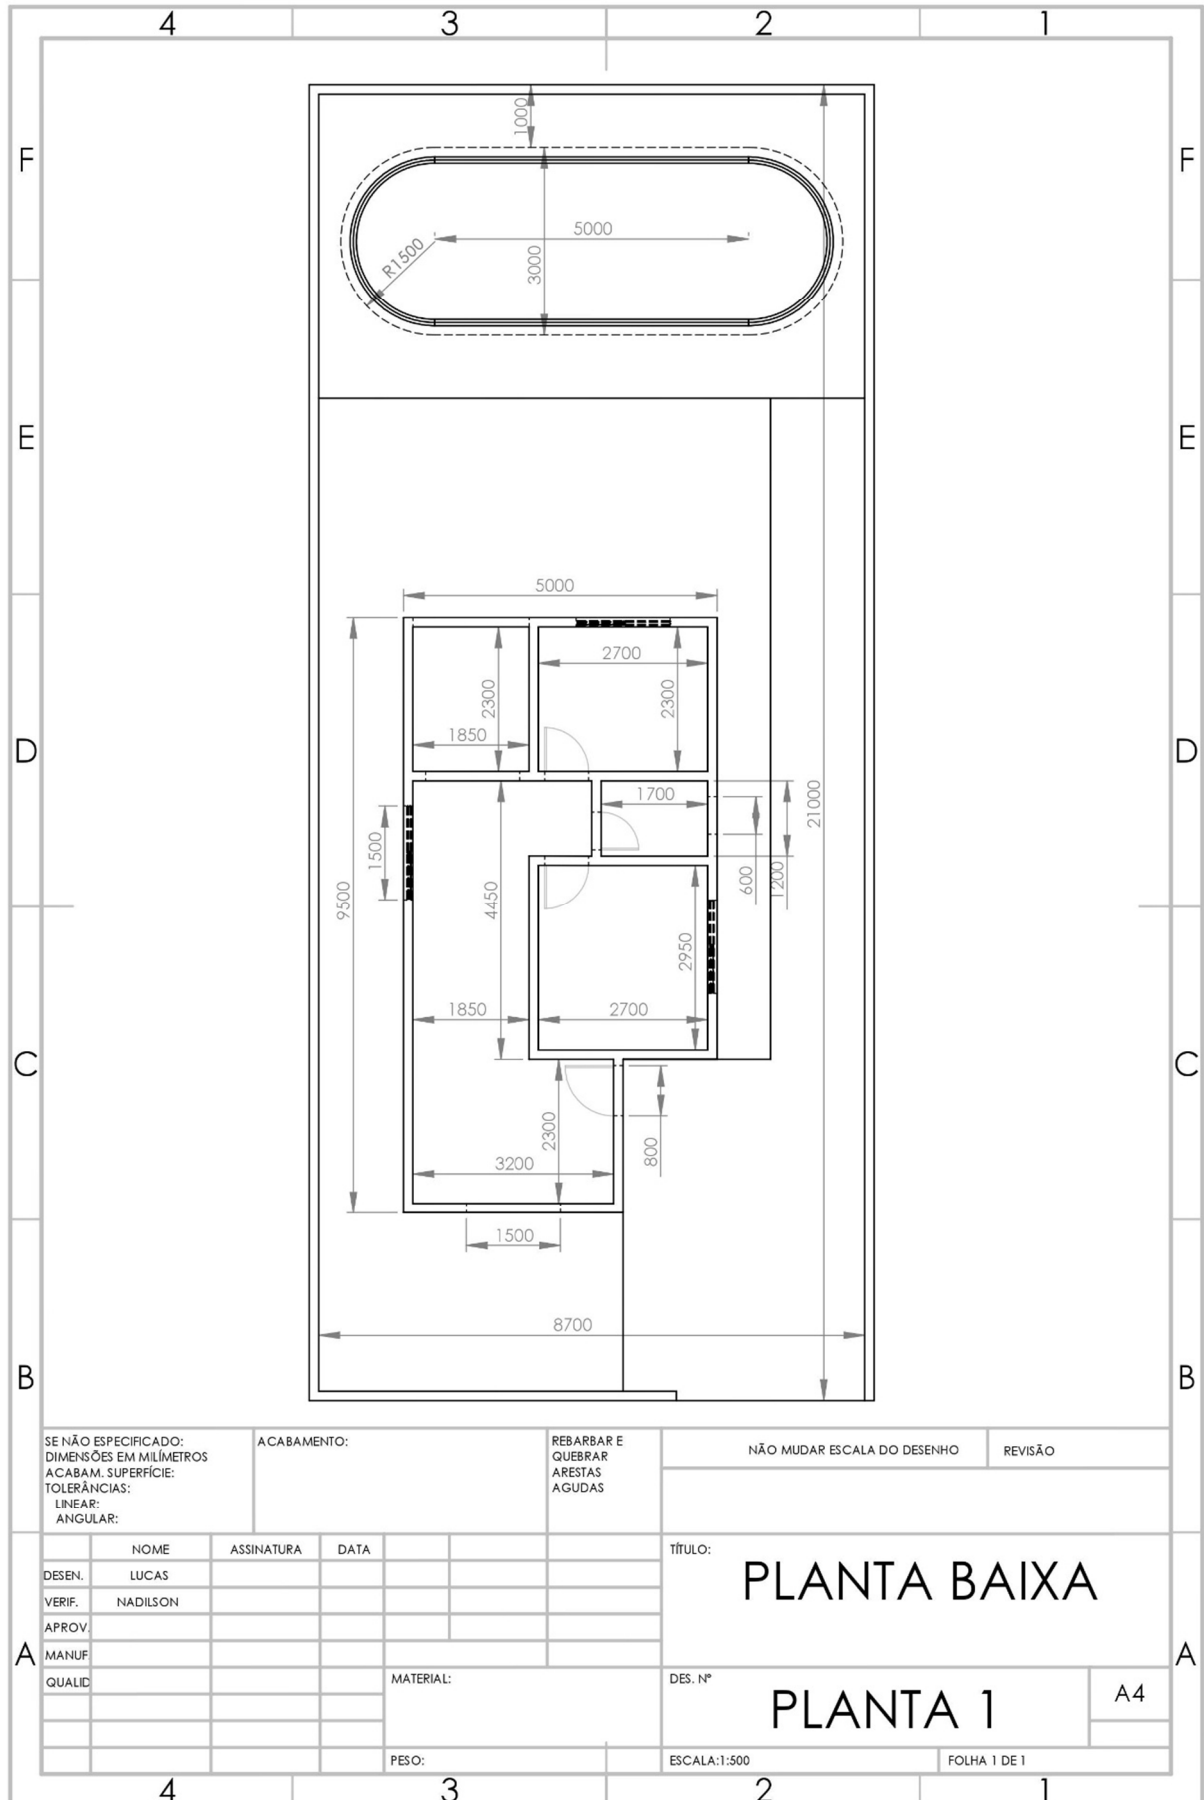 4 3 2 1
F F
1000
5000
R1500
3000
E E
5000
2700
2300
2300
1850
D D
1700
21000
1500
600
1200
9500
4450
2950
1850
2700
C C
2300
800
3200
1500
8700
B B
SE NÃO ESPECIFICADO:
DIMENSÕES EM MILÍMETROS
ACABAM. SUPERFÍCIE:
TOLERÂNCIAS:
LINEAR:
ANGULAR:
ACABAMENTO:
REBARBAR E
QUEBRAR
ARESTAS
AGUDAS
NÃO MUDAR ESCALA DO DESENHO
REVISÃO
NOME ASSINATURA DATA
DESEN. LUCAS
VERIF. NADILSON
APROV.
MANUF.
QUALID
TÍTULO:
PLANTA BAIXA
A A
MATERIAL:
DES. Nº
PLANTA 1
A4
PESO:
ESCALA:1:500
FOLHA 1 DE 1
4 3 2 1